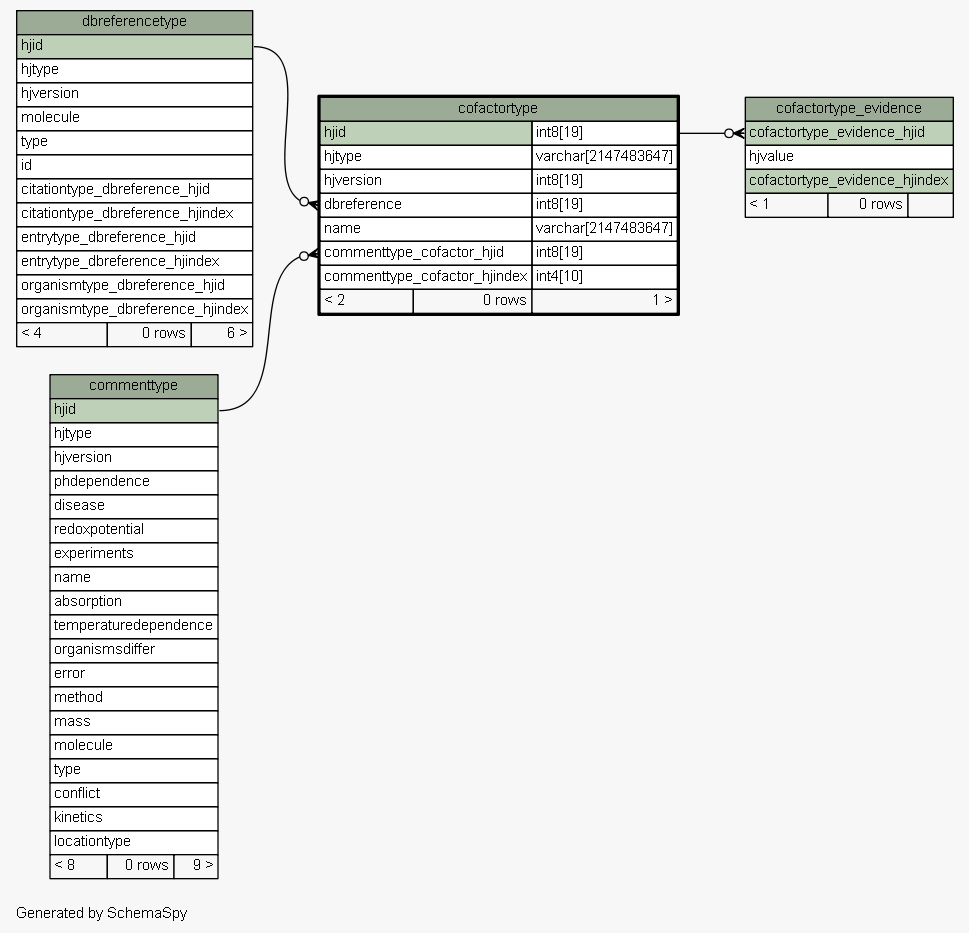 dbreferencetype
hjid
hjtype
hjversion
molecule
type
id
citationtype_dbreference_hjid
citationtype_dbreference_hjindex
entrytype_dbreference_hjid
entrytype_dbreference_hjindex
organismtype_dbreference_hjid
organismtype_dbreference_hjindex
< 4 0 rows 6 >
cofactortype
hjid int8[19]
hjtype varchar[2147483647]
hjversion int8[19]
dbreference int8[19]
name varchar[2147483647]
commenttype_cofactor_hjid int8[19]
commenttype_cofactor_hjindex int4[10]
< 2 0 rows 1 >
cofactortype_evidence
cofactortype_evidence_hjid
hjvalue
cofactortype_evidence_hjindex
< 1 0 rows
commenttype
hjid
hjtype
hjversion
phdependence
disease
redoxpotential
experiments
name
absorption
temperaturedependence
organismsdiffer
error
method
mass
molecule
type
conflict
kinetics
locationtype
< 8 0 rows 9 >
Generated by SchemaSpy